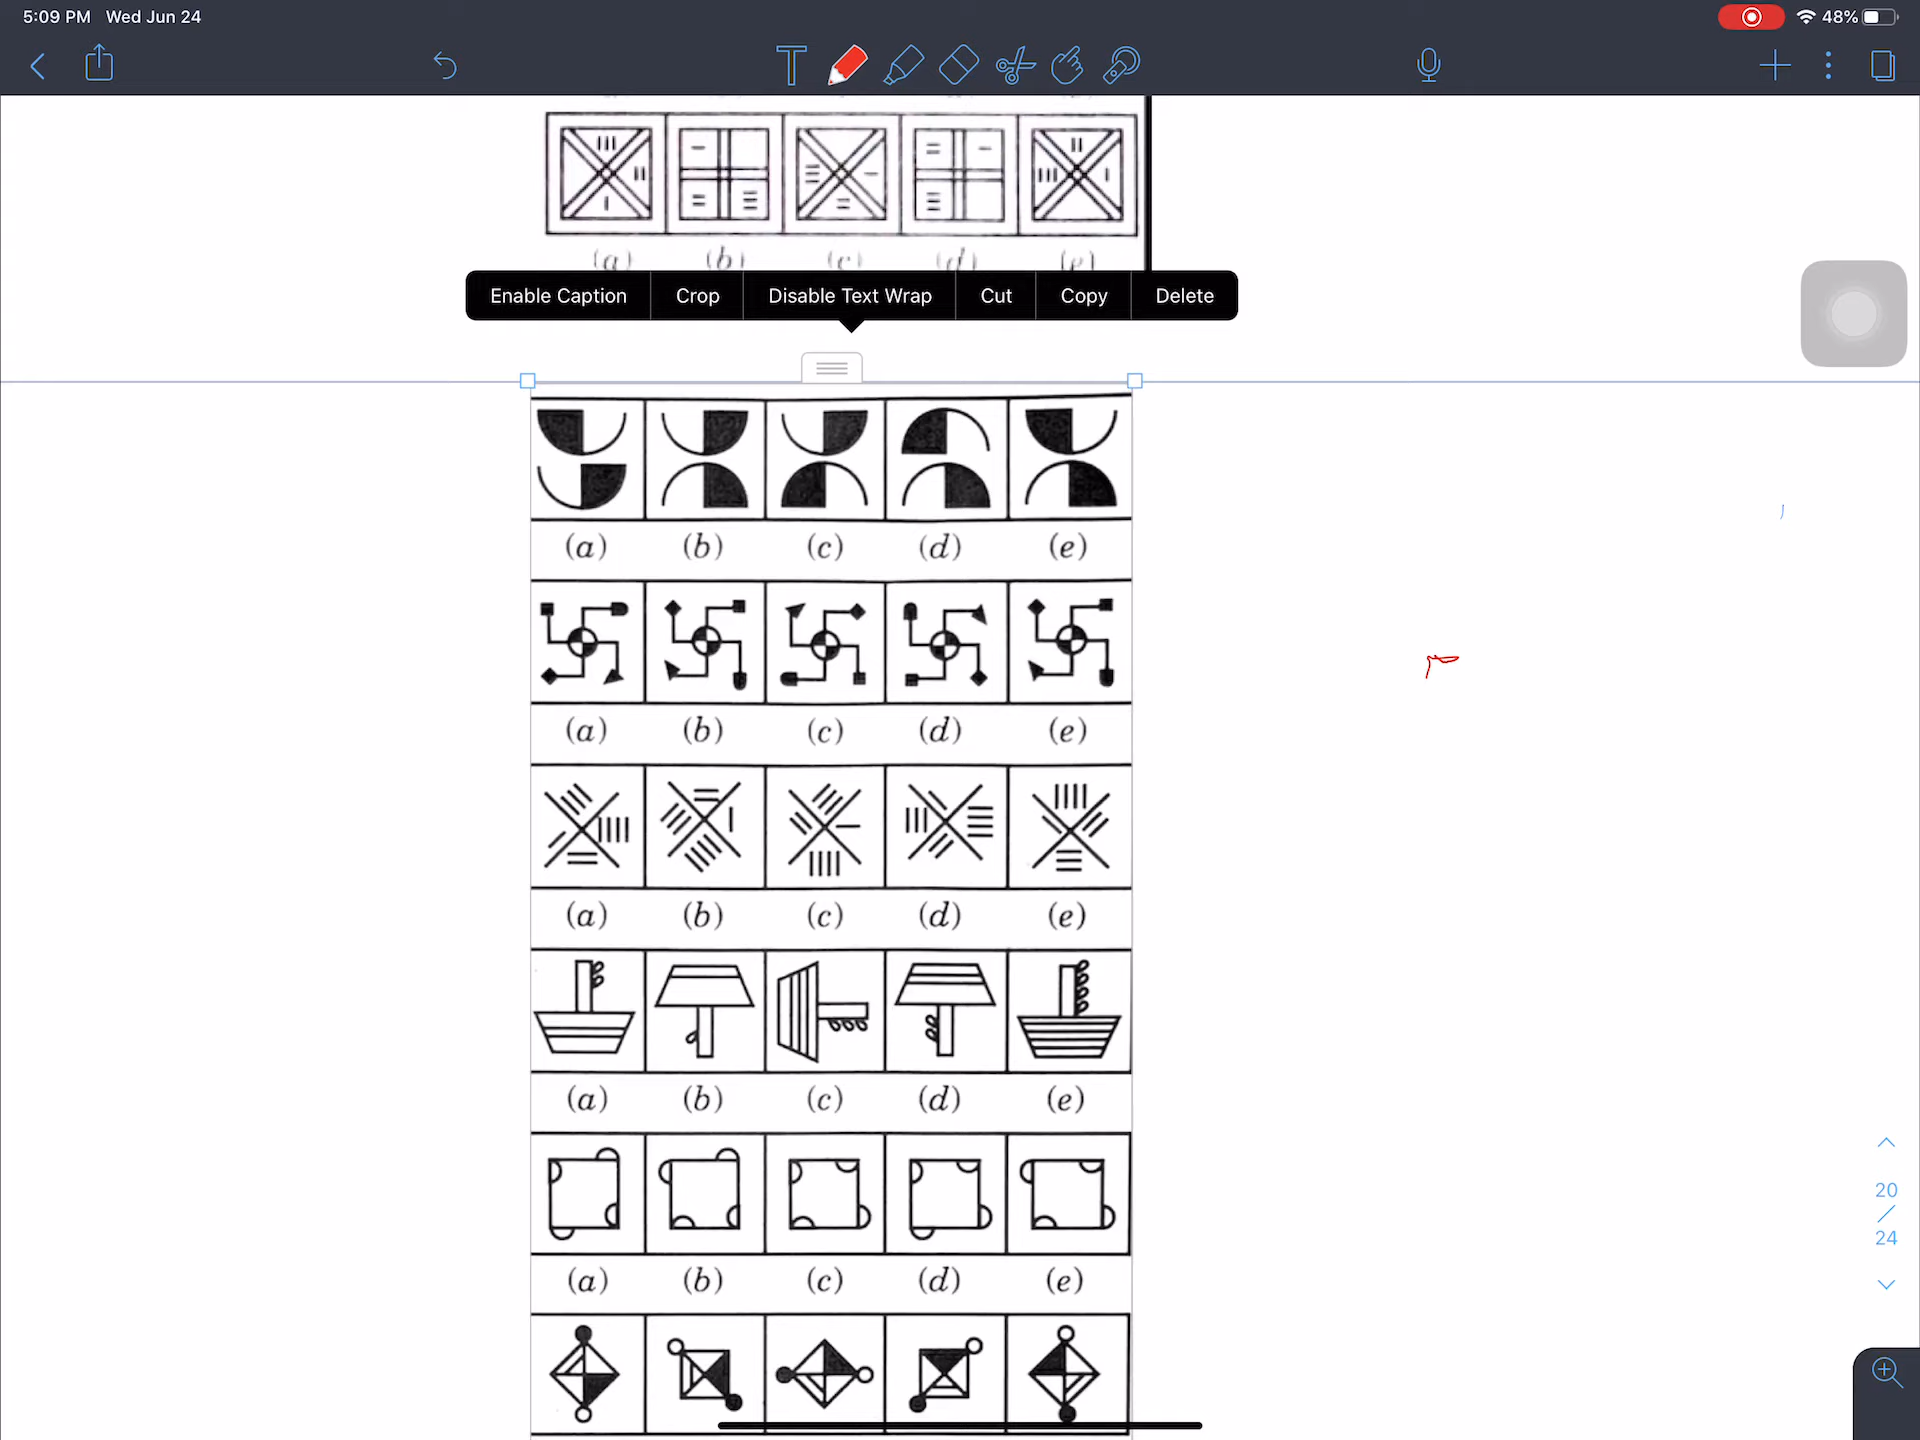 5:09 PM Wed Jun 24
48%
T
(a) (b) (c) (d) (e)
Enable Caption Crop Disable Text Wrap Cut Copy Delete
(a) (b) (c) (d) (e)
(a) (b) (c) (d) (e)
(a) (b) (c) (d) (e)
(a) (b) (c) (d) (e)
(a) (b) (c) (d) (e)
20
/
24